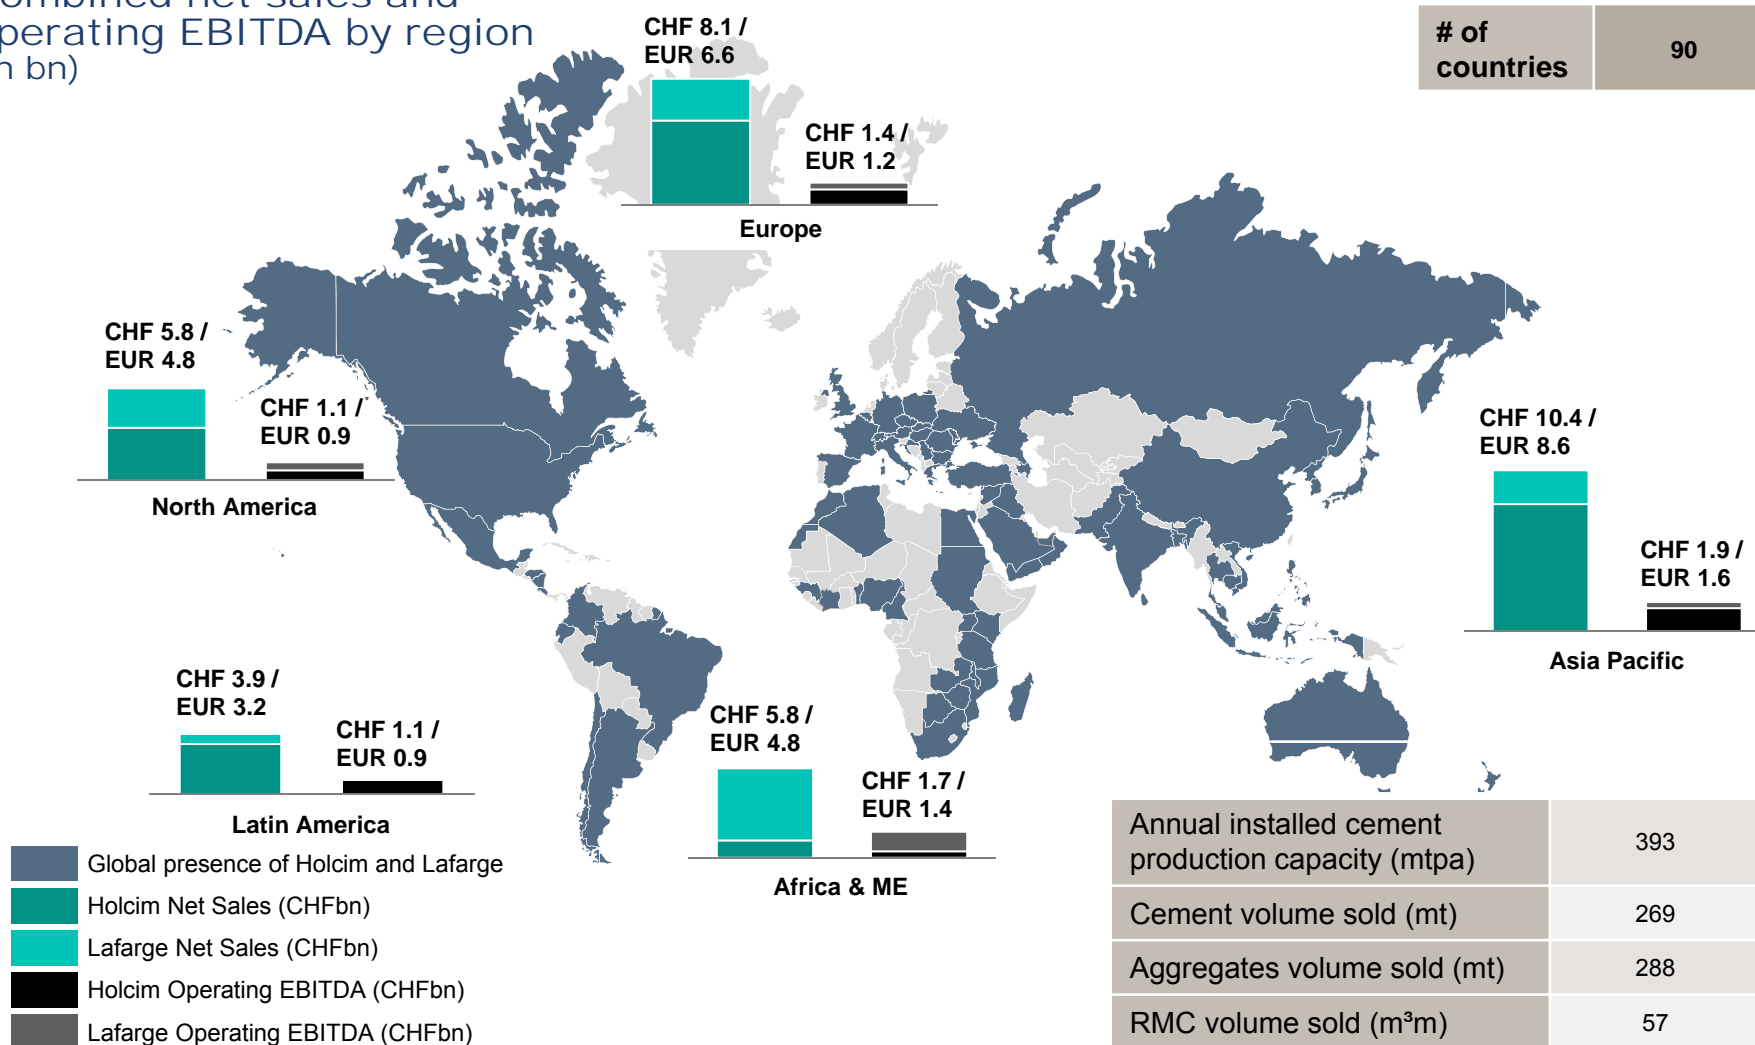 ombined net sales and
perating EBITDA by region
n bn)
# of
countries
90
CHF 8.1 /
EUR 6.6
CHF 1.4 /
EUR 1.2
Europe
CHF 5.8 /
EUR 4.8
CHF 1.1 /
EUR 0.9
North America
CHF 10.4 /
EUR 8.6
CHF 1.9 /
EUR 1.6
Asia Pacific
CHF 3.9 /
EUR 3.2
CHF 1.1 /
EUR 0.9
Latin America
CHF 5.8 /
EUR 4.8
CHF 1.7 /
EUR 1.4
Africa & ME
Global presence of Holcim and Lafarge
Holcim Net Sales (CHFbn)
Lafarge Net Sales (CHFbn)
Holcim Operating EBITDA (CHFbn)
Lafarge Operating EBITDA (CHFbn)
Annual installed cement
production capacity (mtpa)
393
Cement volume sold (mt)
269
Aggregates volume sold (mt)
288
RMC volume sold (m³m)
57